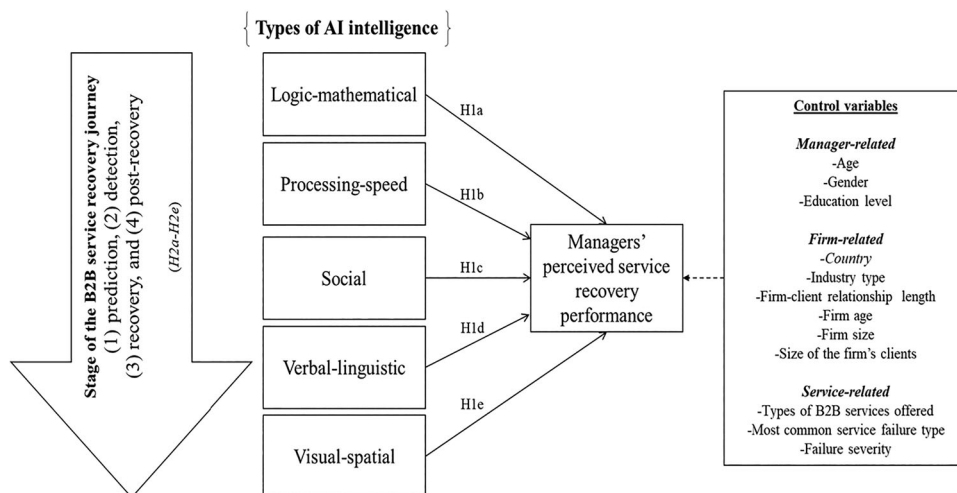 Stage of the B2B service recovery journey
(1) prediction, (2) detection,
(3) recovery, and (4) post-recovery
(H2a-H2e)
Types of AI intelligence
Logic-mathematical
Processing-speed
Social
Verbal-linguistic
Visual-spatial
H1a
H1b
H1c
H1d
H1e
Managers'
perceived service
recovery
performance
Control variables
Manager-related
-Age
-Gender
-Education level
Firm-related
-Country
-Industry type
-Firm-client relationship length
-Firm age
-Firm size
-Size of the firm's clients
Service-related
-Types of B2B services offered
-Most common service failure type
-Failure severity